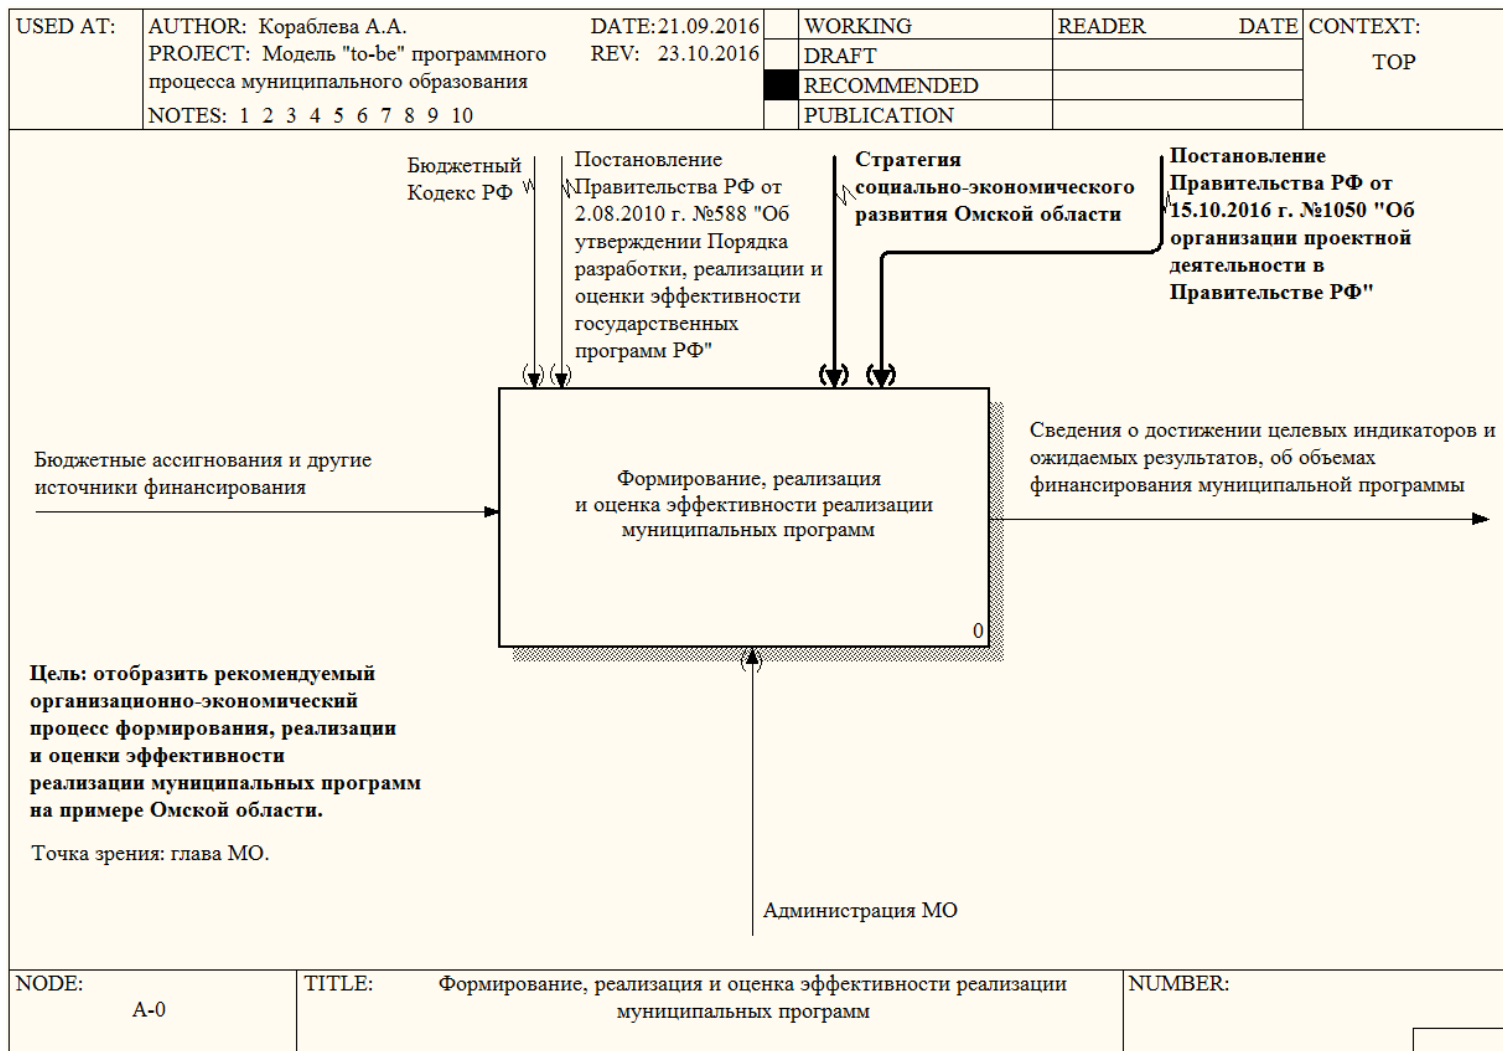 USED AT:
AUTHOR: Кораблева А.А.
DATE: 21.09.2016
PROJECT: Модель "to-be" программного
процесса муниципального образования
REV: 23.10.2016
NOTES: 1 2 3 4 5 6 7 8 9 10
WORKING
DRAFT
RECOMMENDED
PUBLICATION
READER
DATE
CONTEXT:
TOP
Бюджетный
Кодекс РФ
Постановление
Правительства РФ от
2.08.2010 г. №588 "Об
утверждении Порядка
разработки, реализации и
оценки эффективности
государственных
программ РФ"
Стратегия
социально-экономического
развития Омской области
Постановление
Правительства РФ от
15.10.2016 г. №1050 "Об
организации проектной
деятельности в
Правительстве РФ"
Бюджетные ассигнования и другие
источники финансирования
Формирование, реализация
и оценка эффективности реализации
муниципальных программ
0
Сведения о достижении целевых индикаторов и
ожидаемых результатов, об объемах
финансирования муниципальной программы
Цель: отобразить рекомендуемый
организационно-экономический
процесс формирования, реализации
и оценки эффективности
реализации муниципальных программ
на примере Омской области.
Точка зрения: глава МО.
Администрация МО
NODE:
A-0
TITLE:
Формирование, реализация и оценка эффективности реализации
муниципальных программ
NUMBER: